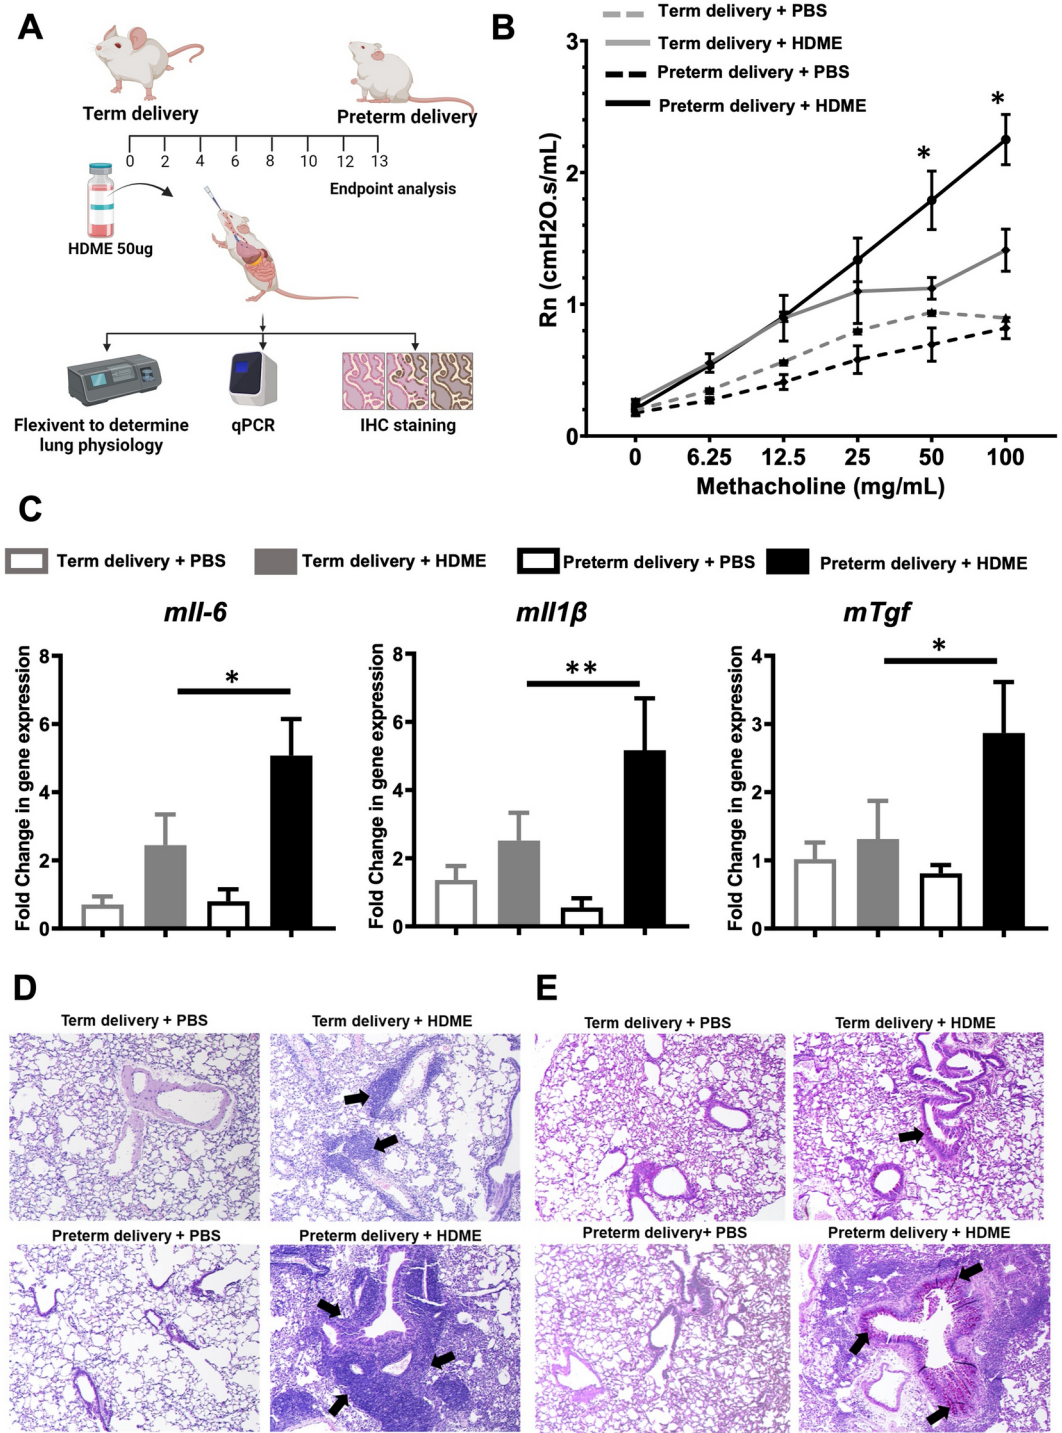 A
Term delivery
Preterm delivery
0 2 4 6 8 10 12 13
Endpoint analysis
HDME 50ug
Flexivent to determine
lung physiology
qPCR
IHC staining
B
Term delivery + PBS
Term delivery + HDME
Preterm delivery + PBS
Preterm delivery + HDME
Rn (cmH2O.s/mL)
3
2
1
0
*
*
0 6.25 12.5 25 50 100
Methacholine (mg/mL)
C
Term delivery + PBS
Term delivery + HDME
Preterm delivery + PBS
Preterm delivery + HDME
mIl-6
Fold Change in gene expression
8
6
4
2
0
*
mIl1β
Fold Change in gene expression
8
6
4
2
0
**
mTgf
Fold Change in gene expression
4
3
2
1
0
*
D
Term delivery + PBS
Term delivery + HDME
Preterm delivery + PBS
Preterm delivery + HDME
E
Term delivery + PBS
Term delivery + HDME
Preterm delivery+ PBS
Preterm delivery + HDME